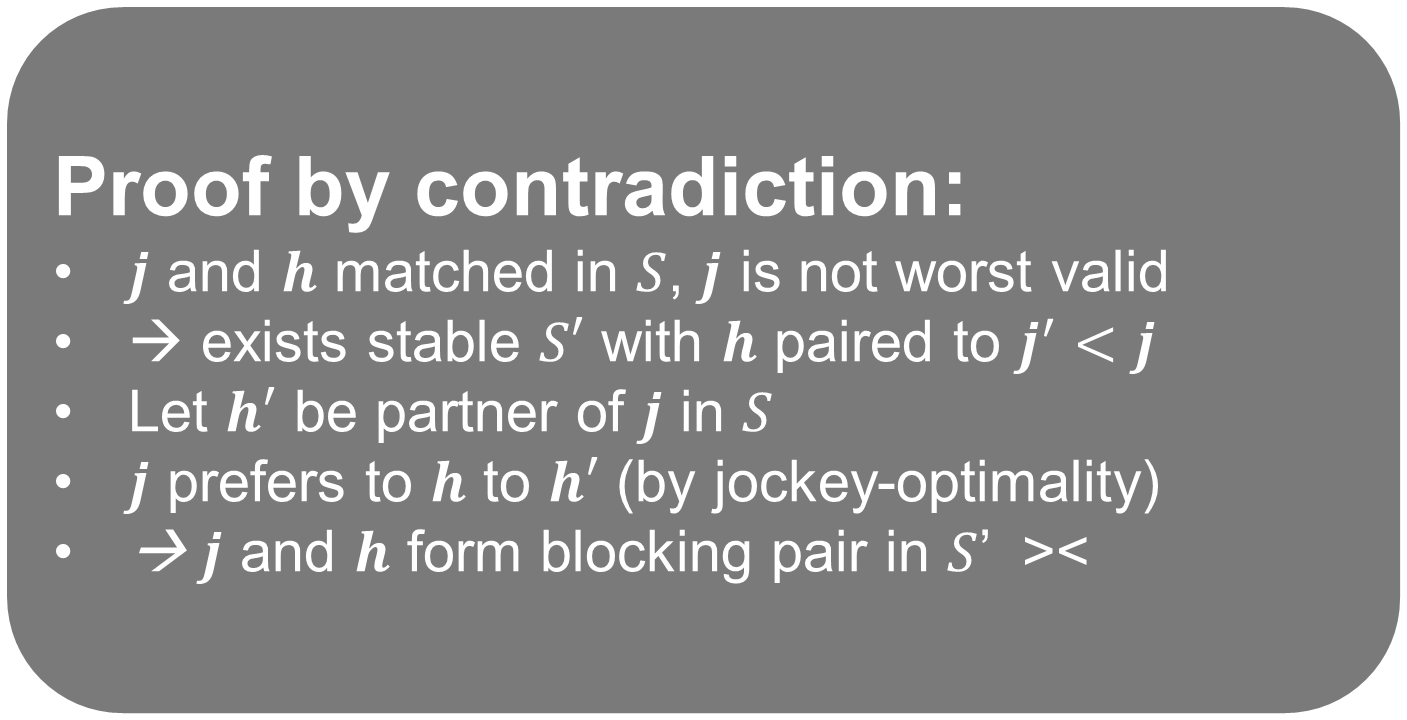 Proof by contradiction:
• j and h matched in S, j is not worst valid
• → exists stable S′ with h paired to j′ < j
• Let h′ be partner of j in S
• j prefers to h to h′ (by jockey-optimality)
• → j and h form blocking pair in S’ ><